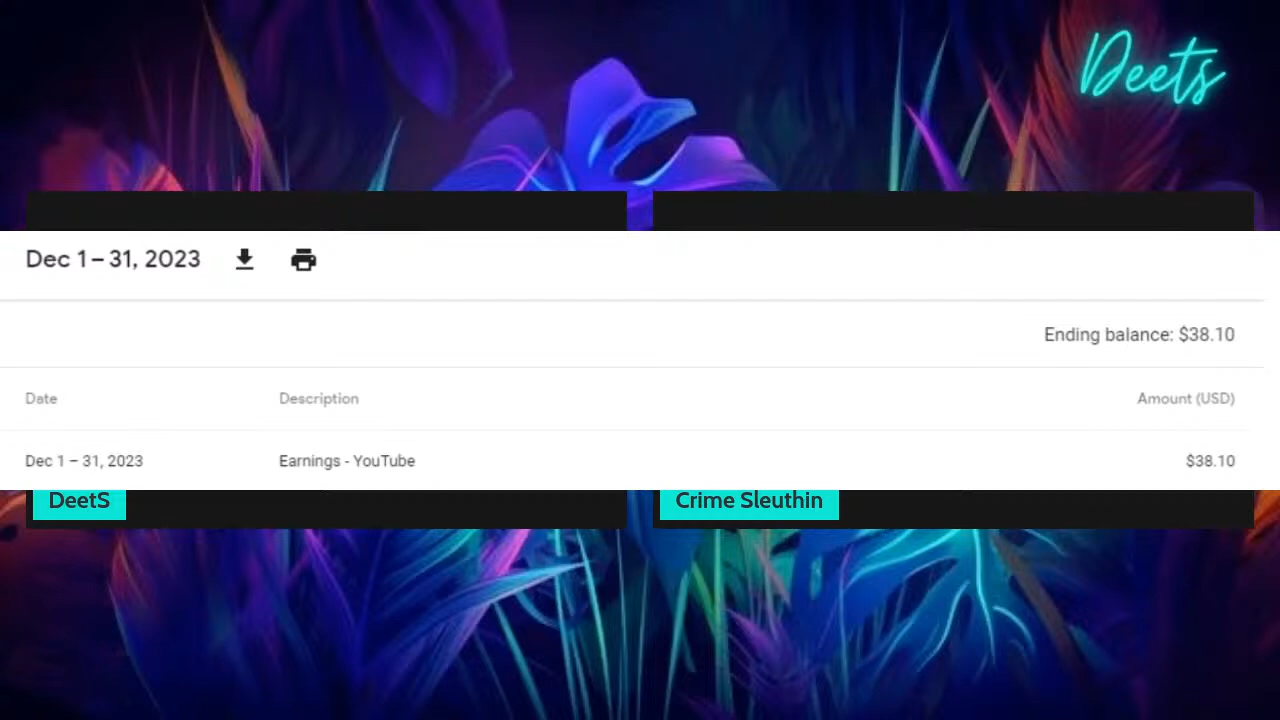 Deets
Dec 1 – 31, 2023
Ending balance: $38.10
Date Description Amount (USD)
Dec 1 – 31, 2023 Earnings - YouTube $38.10
DeetS Crime Sleuthin